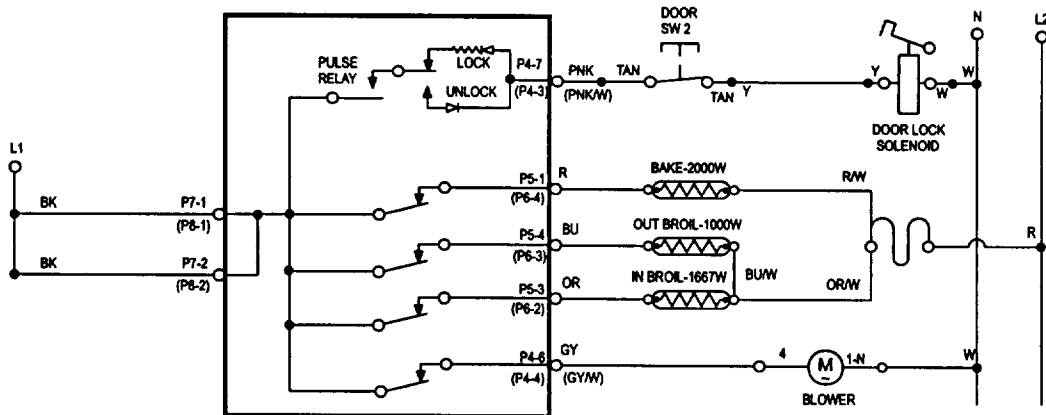 DOOR
SW 2
N
L2
PULSE
RELAY
LOCK
UNLOCK
P4-7
(P4-3)
PNK
(PNK/W)
TAN
TAN
Y
Y
W
W
DOOR LOCK
SOLENOID
L1
BK
P7-1
(P8-1)
BK
P7-2
(P8-2)
P5-1
(P6-4)
R
BAKE-2000W
R/W
P5-4
(P6-3)
BU
OUT BROIL-1000W
BU/W
R
P5-3
(P6-2)
OR
IN BROIL-1667W
OR/W
P4-6
(P4-4)
GY
(GY/W)
4
M
~
1-N
W
BLOWER